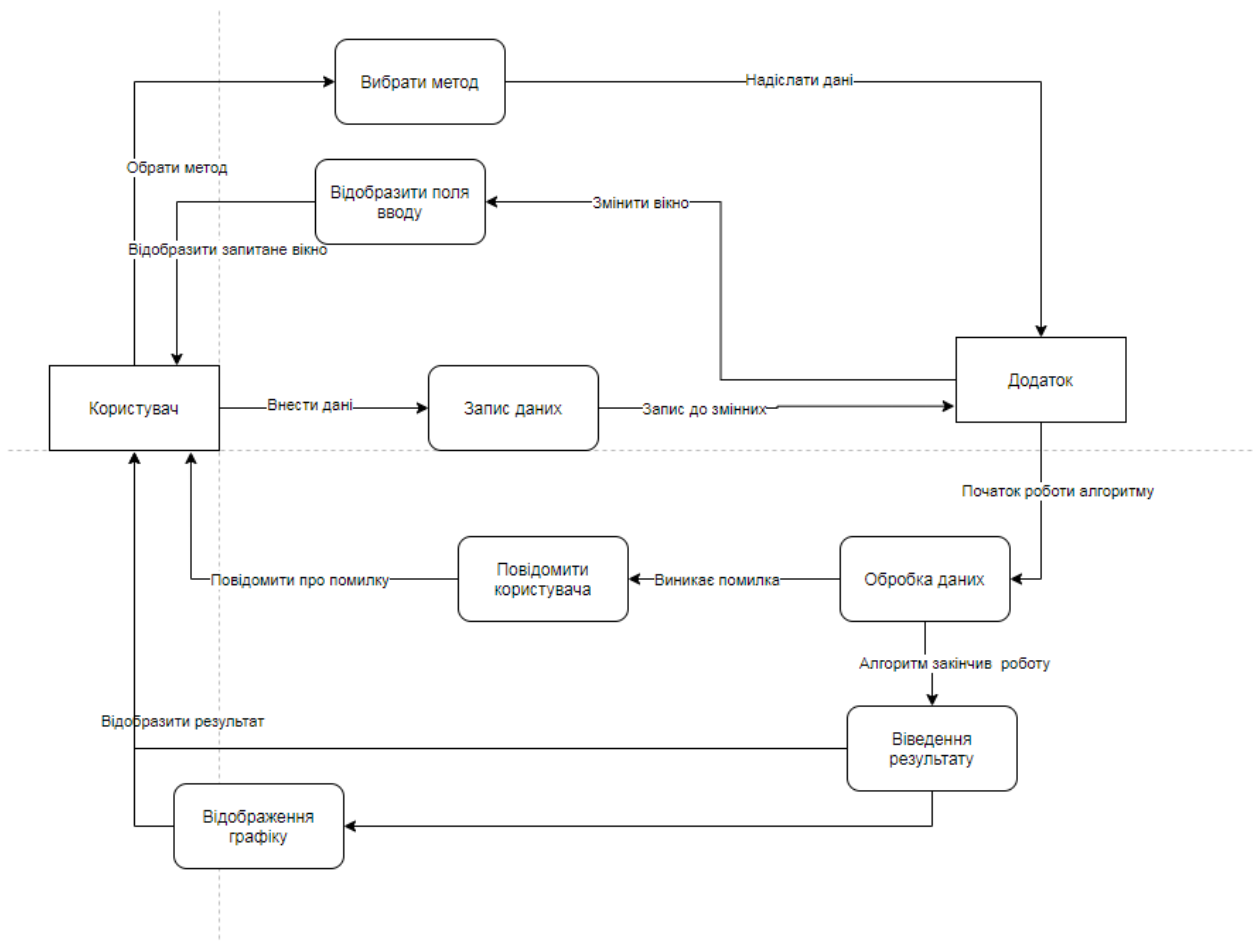 Вибрати метод
Надіслати дані
Обрати метод
Відобразити поля
вводу
Змінити вікно
Відобразити запитане вікно
Користувач
Внести дані
Запис даних
Запис до змінних
Додаток
Початок роботи алгоритму
Повідомити про помилку
Повідомити
користувача
Виникає помилка
Обробка даних
Алгоритм закінчив  роботу
Відобразити результат
Віведення
результату
Відображення
графіку